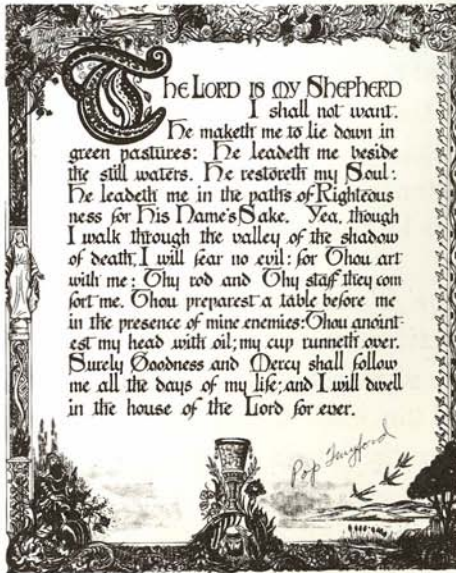 The Lord is my Shepherd
I shall not want.
He maketh me to lie down in
green pastures: He leadeth me beside
the still waters. He restoreth my Soul:
He leadeth me in the paths of Righteous
ness for His Name's Sake. Yea, though
I walk through the valley of the shadow
of death, I will fear no evil: for Thou art
with me: Thy rod and Thy staff they com
fort me. Thou preparest a table before me
in the presence of mine enemies: Thou anoint-
est my head with oil; my cup runneth over.
Surely Goodness and Mercy shall follow
me all the days of my life; and I will dwell
in the house of the Lord for ever.
Pop Twyford